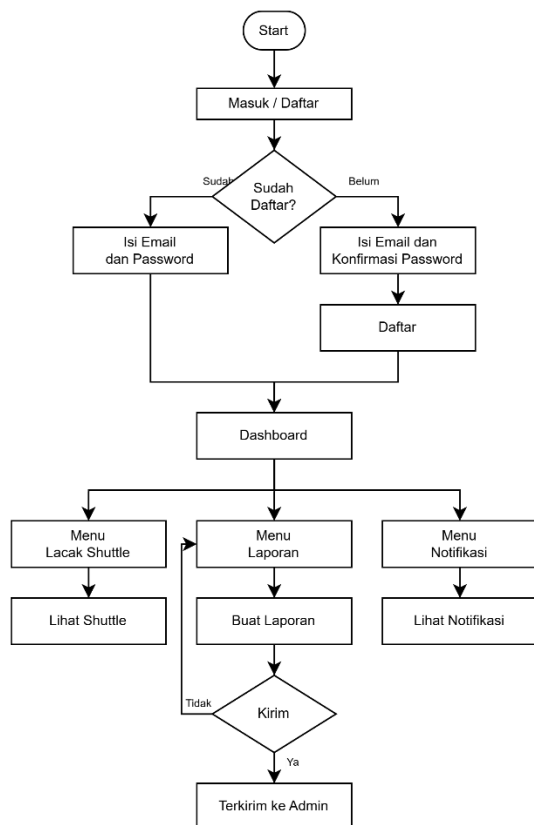 Start
Masuk / Daftar
Sudah
Sudah
Daftar?
Belum
Isi Email
dan Password
Isi Email dan
Konfirmasi Password
Daftar
Dashboard
Menu
Lacak Shuttle
Menu
Laporan
Menu
Notifikasi
Lihat Shuttle
Buat Laporan
Lihat Notifikasi
Tidak
Kirim
Ya
Terkirim ke Admin